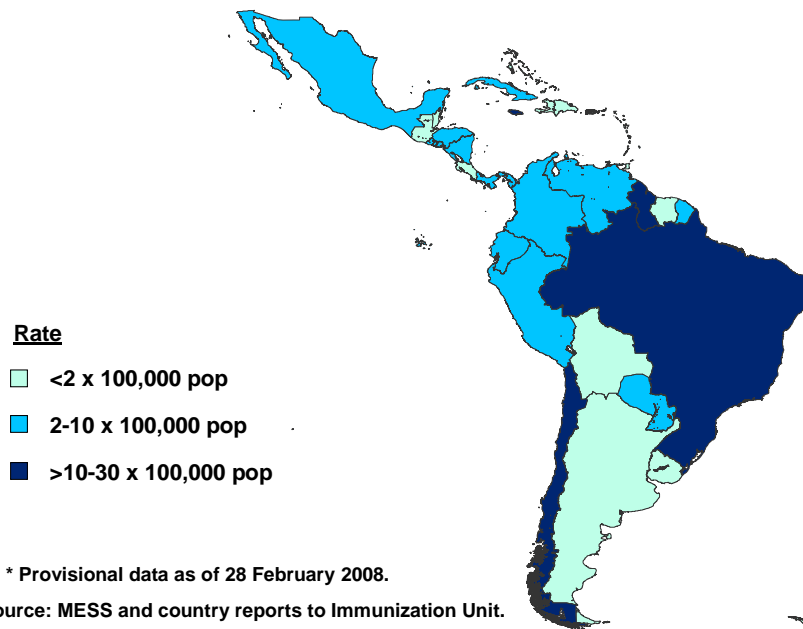 Rate
<2 x 100,000 pop
2-10 x 100,000 pop
>10-30 x 100,000 pop
* Provisional data as of 28 February 2008.
ource: MESS and country reports to Immunization Unit.